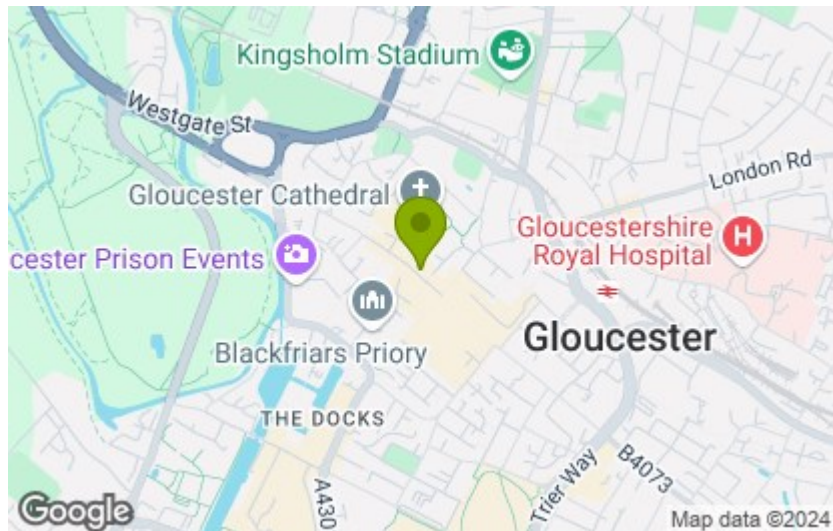 Kingsholm Stadium
Westgate St
London Rd
Gloucester Cathedral
Gloucestershire
Royal Hospital
H
cester Prison Events
Gloucester
Blackfriars Priory
THE DOCKS
A430
Trier Way
B4073
Google
Map data ©2024